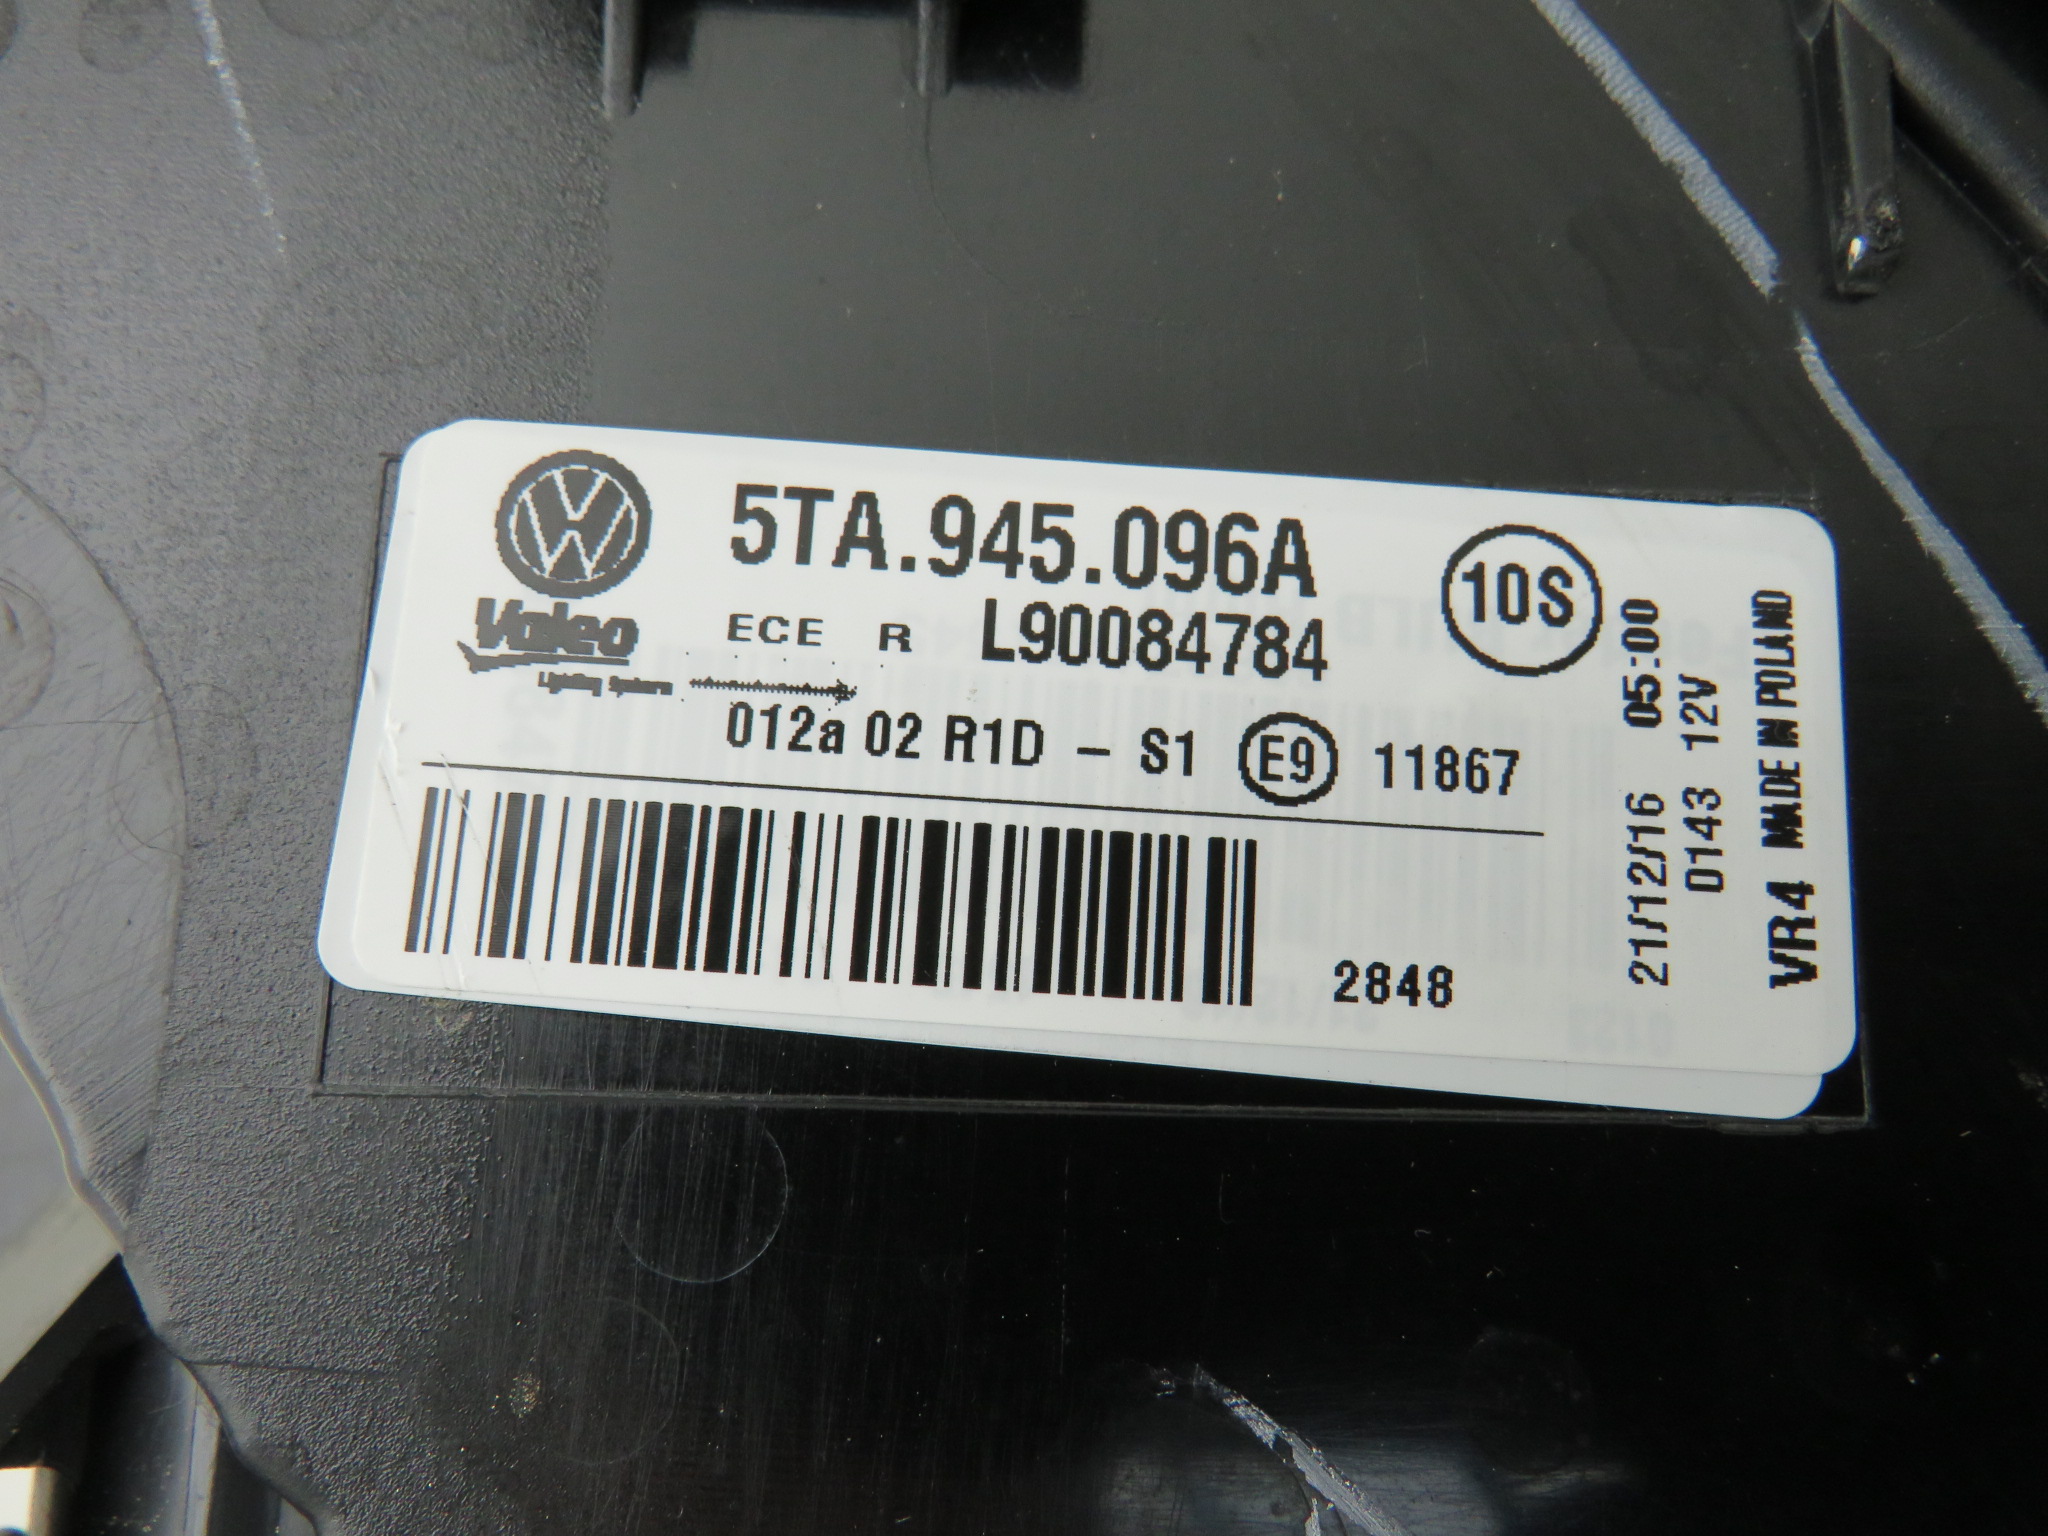 5TA.945.096A
10S
Valeo
Lighting Systems
ECE R L90084784
012a 02 R1D - S1 E9 11867
2848
21/12/16 05:00
0143 12V
VR4 MADE IN POLAND